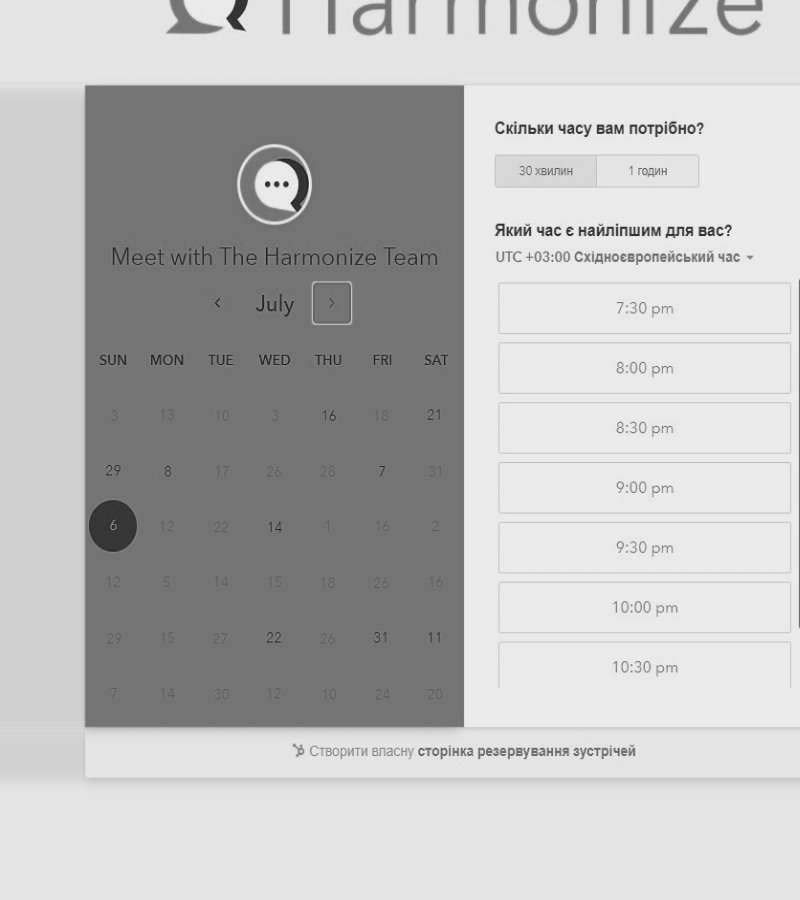 Harmonize
Meet with The Harmonize Team
July
SUN MON TUE WED THU FRI SAT
3 13 10 3 16 18 21
29 8 17 26 28 7 31
6 12 22 14 1 16 2
12 5 14 15 18 26 16
29 15 27 22 26 31 11
7 14 30 12 10 24 20
Скільки часу вам потрібно?
30 хвилин 1 годин
Який час є найліпшим для вас?
UTC +03:00 Східноєвропейський час
7:30 pm
8:00 pm
8:30 pm
9:00 pm
9:30 pm
10:00 pm
10:30 pm
Створити власну сторінка резервування зустрічей